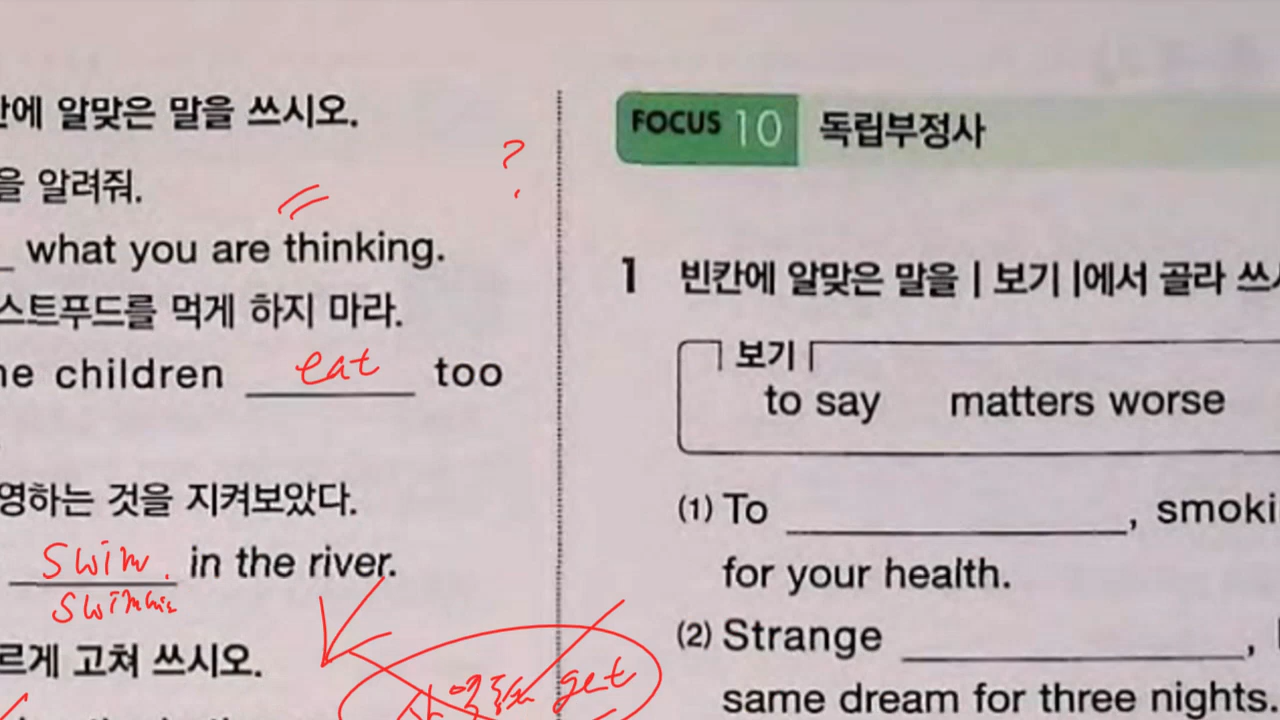 에 알맞은 말을 쓰시오.
을 알려줘.
?
what you are thinking.
스트푸드를 먹게 하지 마라.
he children eat too
영하는 것을 지켜보았다.
swim. in the river.
르게 고쳐 쓰시오.
get
FOCUS 10 독립부정사
1 빈칸에 알맞은 말을 | 보기 |에서 골라 쓰시
보기
to say matters worse
(1) To , smoki
for your health.
(2) Strange , I
same dream for three nights.